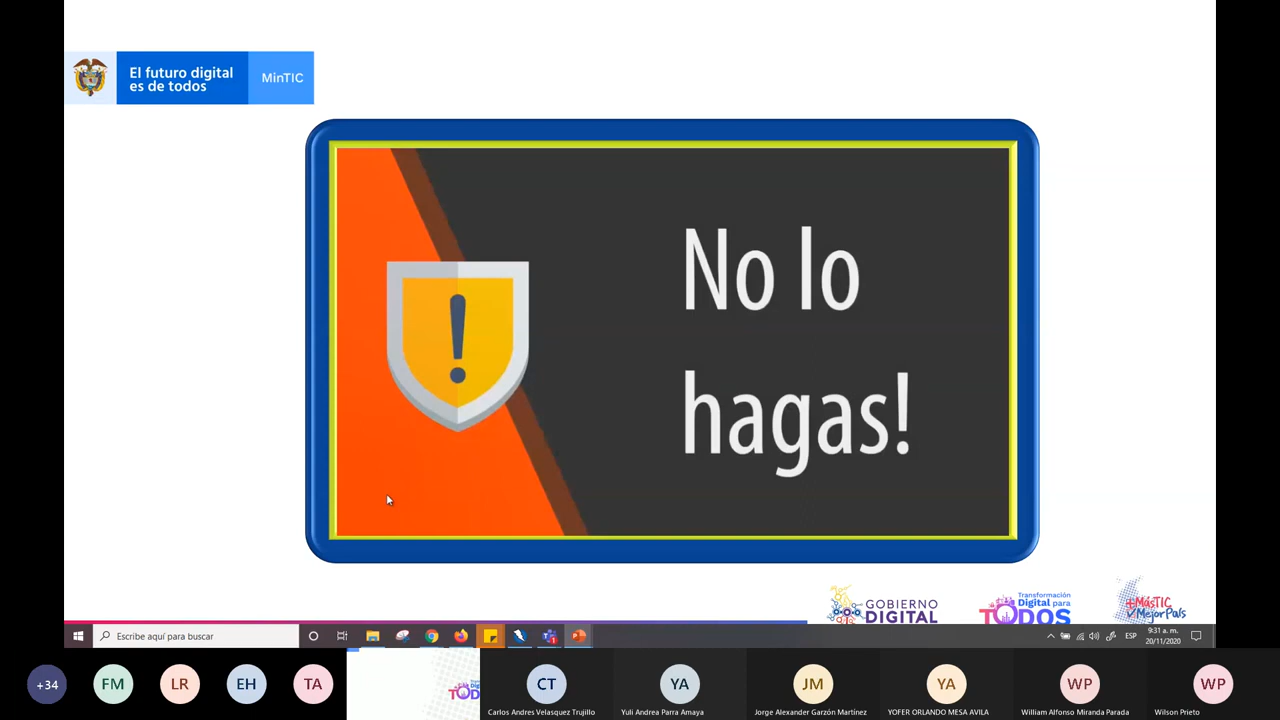 El futuro digital
es de todos
MinTIC
No lo
hagas!
GOBIERNO
DIGITAL
Transformación
Digital para
TODOS
+MásTIC
+MejorPaís
Escribe aquí para buscar
ESP
9:31 a. m.
20/11/2020
+34
FM
LR
EH
TA
CT
YA
JM
YA
WP
WP
Carlos Andres Velasquez Trujillo
Yuli Andrea Parra Amaya
Jorge Alexander Garzón Martínez
YOFER ORLANDO MESA AVILA
William Alfonso Miranda Parada
Wilson Prieto